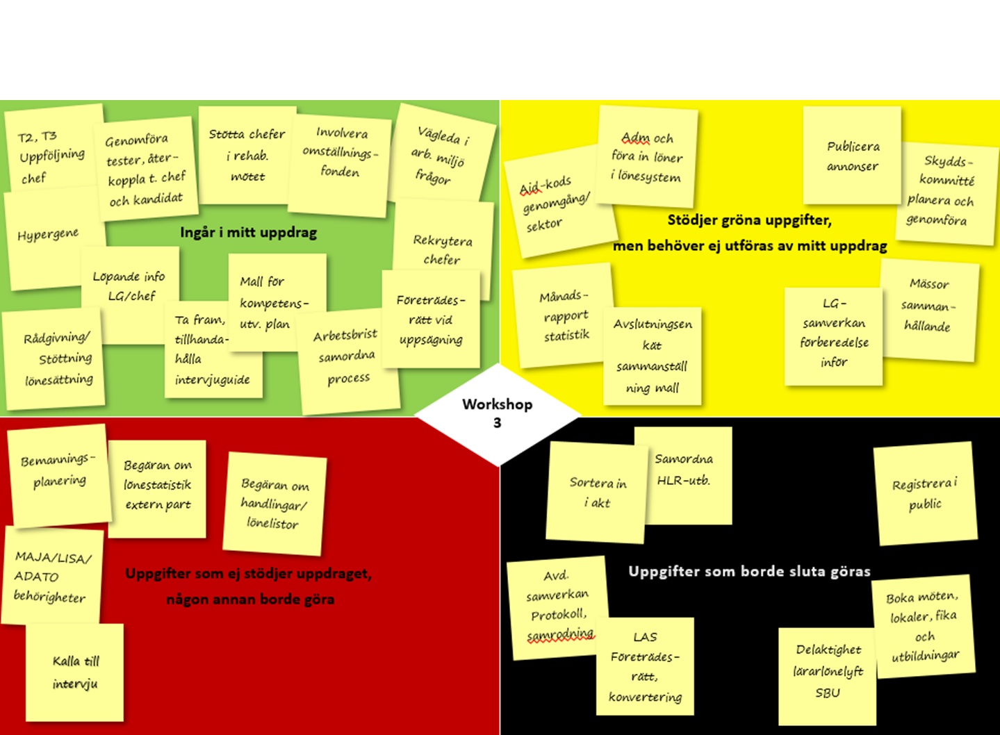 T2, T3
Uppföljning
chef
Genomföra
tester, åter-
koppla t. chef
och kandidat
Stötta chefer
i rehab.
mötet
Involvera
omställnings-
fonden
Vägleda i
arb. miljö
frågor
Hypergene
Ingår i mitt uppdrag
Rekrytera
chefer
Löpande info
LG/chef
Mall för
kompetens-
utv. plan
Företrädes-
rätt vid
uppsägning
Rådgivning/
Stöttning
lönesättning
Ta fram,
tillhanda-
hålla
intervjuguide
Arbetsbrist
samordna
process
Aid-kods
genomgång/
sektor
Adm och
föra in löner
i lönesystem
Publicera
annonser
Skydds-
kommitté
planera och
genomföra
Stödjer gröna uppgifter,
men behöver ej utföras av mitt uppdrag
Månads-
rapport
statistik
Avslutningsen
kät
sammanställ
ning mall
LG-
samverkan
förberedelse
inför
Mässor
samman-
hållande
Workshop
3
Bemannings-
planering
Begäran om
lönestatistik
extern part
Begäran om
handlingar/
lönelistor
MAJA/LISA/
ADATO
behörigheter
Uppgifter som ej stödjer uppdraget,
någon annan borde göra
Kalla till
intervju
Sortera in
i akt
Samordna
HLR-utb.
Registrera i
public
Uppgifter som borde sluta göras
Avd.
samverkan
Protokoll,
samrodning
LAS
Företrädes-
rätt,
konvertering
Delaktighet
lärarlönelyft
SBU
Boka möten,
lokaler, fika
och
utbildningar